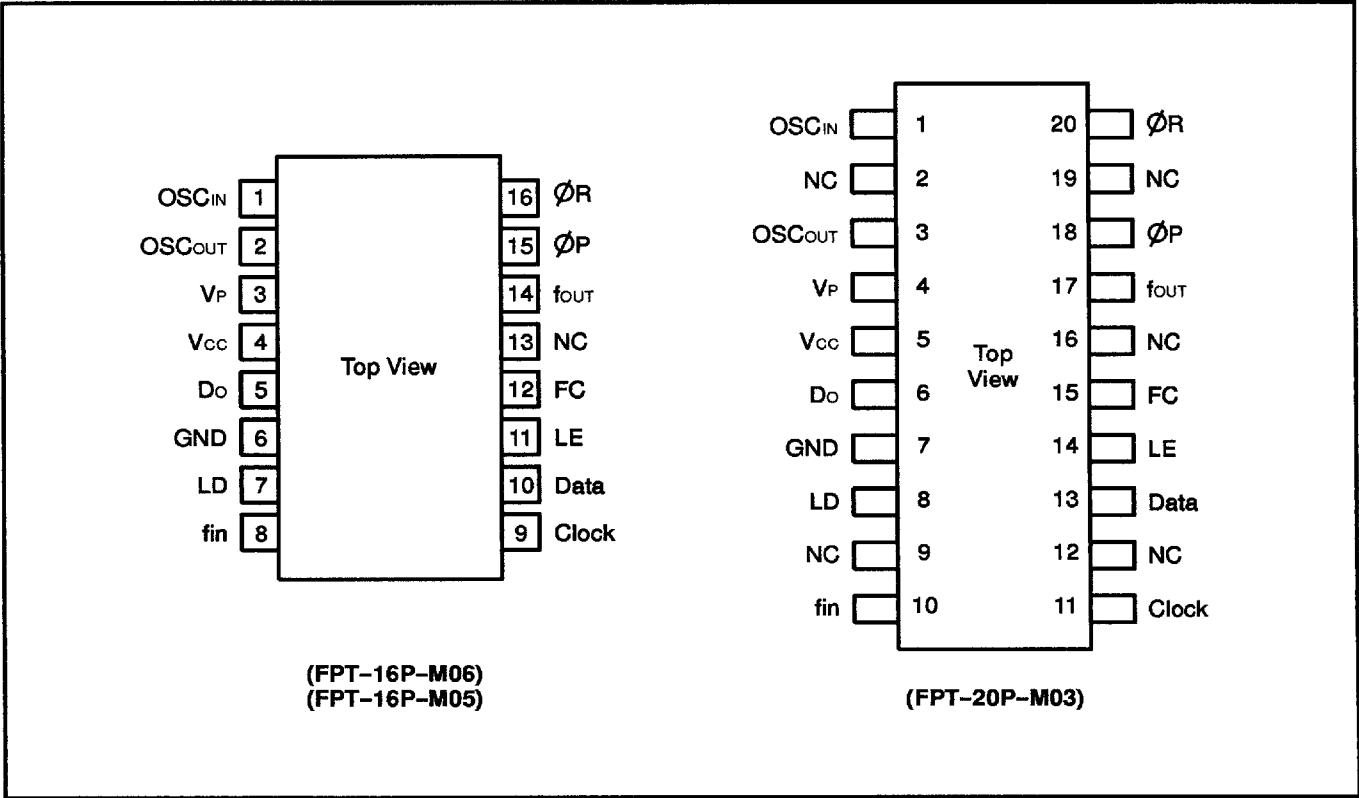 OSCIN 1 16 ØR
OSCOUT 2 15 ØP
VP 3 14 fOUT
VCC 4 13 NC
Top View
DO 5 12 FC
GND 6 11 LE
LD 7 10 Data
fin 8 9 Clock
(FPT-16P-M06)
(FPT-16P-M05)
OSCIN 1 20 ØR
NC 2 19 NC
OSCOUT 3 18 ØP
VP 4 17 fOUT
VCC 5 16 NC
Top
View
DO 6 15 FC
GND 7 14 LE
LD 8 13 Data
NC 9 12 NC
fin 10 11 Clock
(FPT-20P-M03)